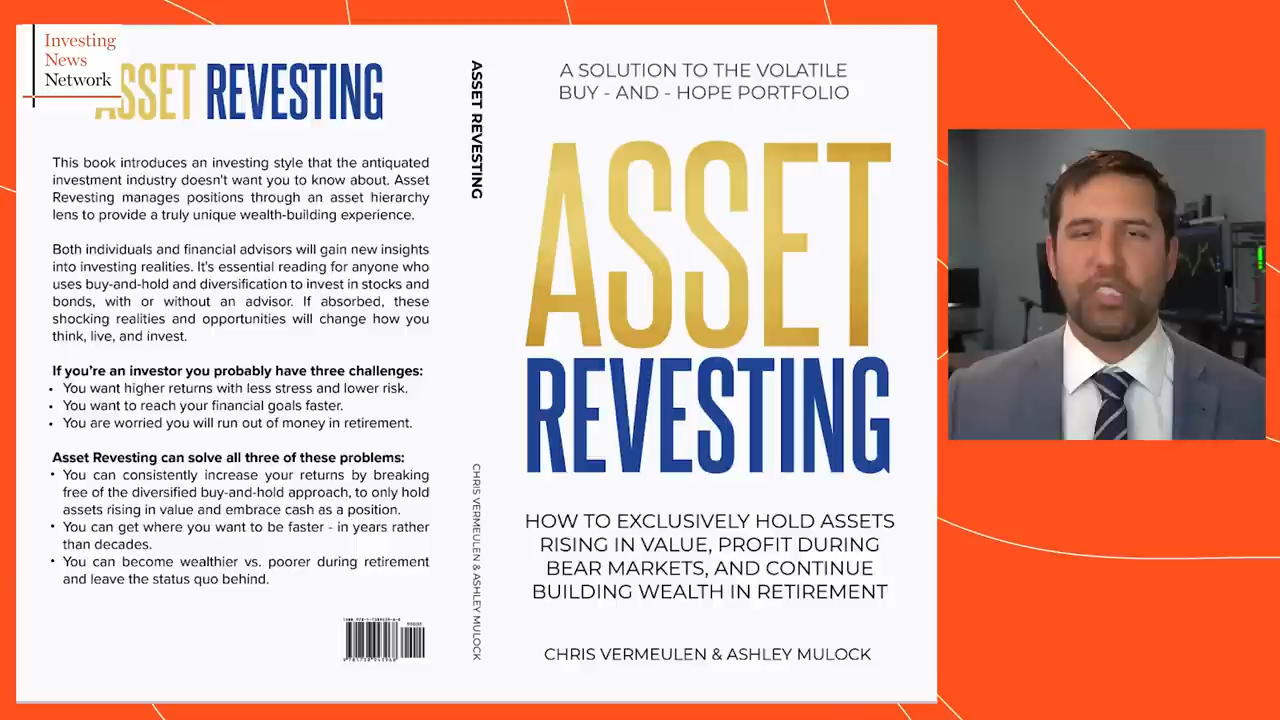 Investing
News
Network
ASSET REVESTING
This book introduces an investing style that the antiquated
investment industry doesn't want you to know about. Asset
Revesting manages positions through an asset hierarchy
lens to provide a truly unique wealth-building experience.
Both individuals and financial advisors will gain new insights
into investing realities. It's essential reading for anyone who
uses buy-and-hold and diversification to invest in stocks and
bonds, with or without an advisor. If absorbed, these
shocking realities and opportunities will change how you
think, live, and invest.
If you're an investor you probably have three challenges:
• You want higher returns with less stress and lower risk.
• You want to reach your financial goals faster.
• You are worried you will run out of money in retirement.
Asset Revesting can solve all three of these problems:
• You can consistently increase your returns by breaking
free of the diversified buy-and-hold approach, to only hold
assets rising in value and embrace cash as a position.
• You can get where you want to be faster - in years rather
than decades.
• You can become wealthier vs. poorer during retirement
and leave the status quo behind.
ASSET REVESTING
CHRIS VERMEULEN & ASHLEY MULOCK
A SOLUTION TO THE VOLATILE
BUY - AND - HOPE PORTFOLIO
ASSET
REVESTING
HOW TO EXCLUSIVELY HOLD ASSETS
RISING IN VALUE, PROFIT DURING
BEAR MARKETS, AND CONTINUE
BUILDING WEALTH IN RETIREMENT
CHRIS VERMEULEN & ASHLEY MULOCK